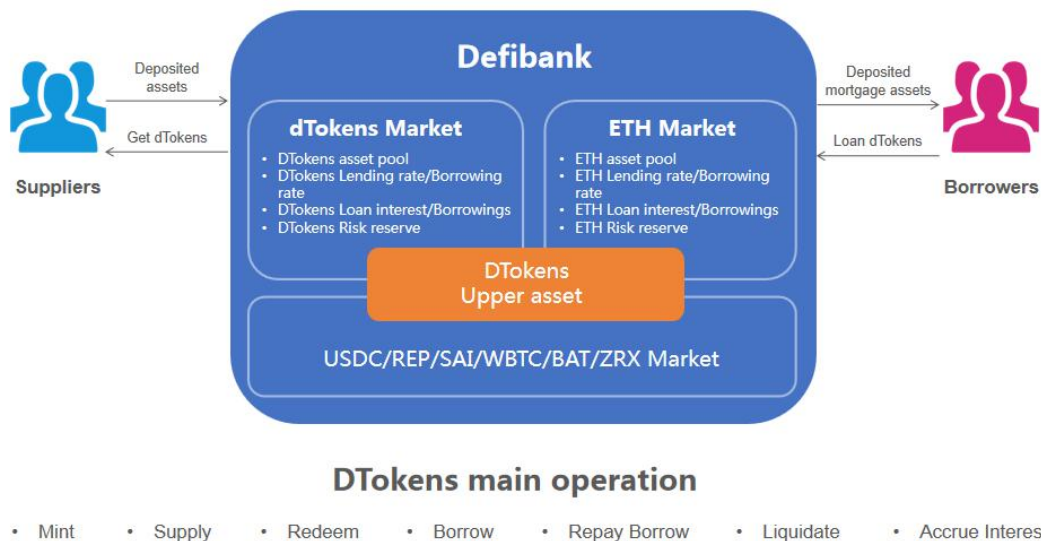 Defibank
Deposited
assets
Get dTokens
Suppliers
Deposited
mortgage assets
Loan dTokens
Borrowers
dTokens Market
• DTokens asset pool
• DTokens Lending rate/Borrowing
rate
• DTokens Loan interest/Borrowings
• DTokens Risk reserve
ETH Market
• ETH asset pool
• ETH Lending rate/Borrowing
rate
• ETH Loan interest/Borrowings
• ETH Risk reserve
DTokens
Upper asset
USDC/REP/SAI/WBTC/BAT/ZRX Market
DTokens main operation
• Mint • Supply • Redeem • Borrow • Repay Borrow • Liquidate • Accrue Interes